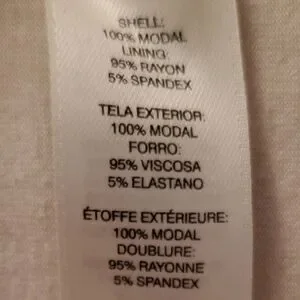 SHELL:
100% MODAL
LINING:
95% RAYON
5% SPANDEX
TELA EXTERIOR:
100% MODAL
FORRO:
95% VISCOSA
5% ELASTANO
ÉTOFFE EXTÉRIEURE:
100% MODAL
DOUBLURE:
95% RAYONNE
5% SPANDEX